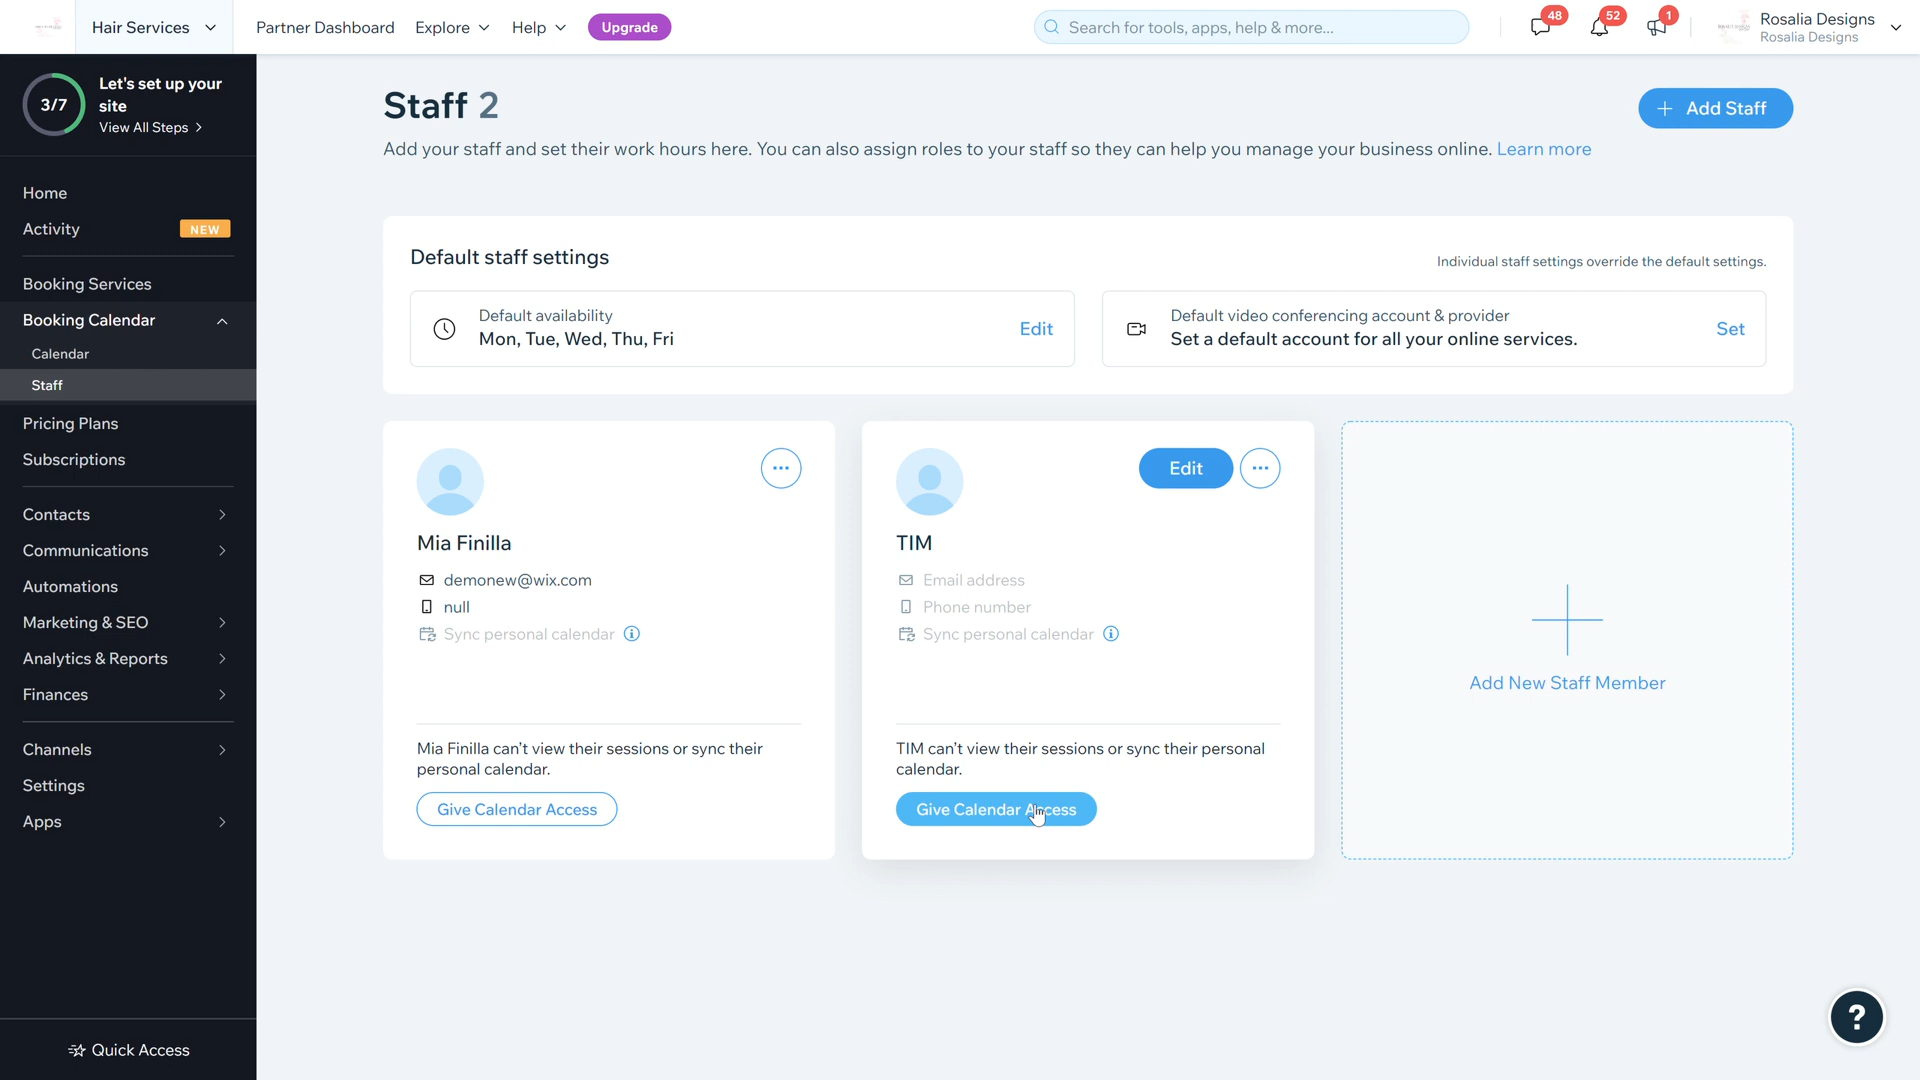 Hair Services
Partner Dashboard
Explore
Help
Upgrade
Search for tools, apps, help & more...
48
52
1
Rosalia Designs
Rosalia Designs
3/7
Let's set up your
site
View All Steps
Home
Activity
NEW
Booking Services
Booking Calendar
Calendar
Staff
Pricing Plans
Subscriptions
Contacts
Communications
Automations
Marketing & SEO
Analytics & Reports
Finances
Channels
Settings
Apps
Quick Access
Staff 2
Add Staff
Add your staff and set their work hours here. You can also assign roles to your staff so they can help you manage your business online. Learn more
Default staff settings
Individual staff settings override the default settings.
Default availability
Mon, Tue, Wed, Thu, Fri
Edit
Default video conferencing account & provider
Set a default account for all your online services.
Set
Mia Finilla
demonew@wix.com
null
Sync personal calendar
Mia Finilla can't view their sessions or sync their
personal calendar.
Give Calendar Access
Edit
TIM
Email address
Phone number
Sync personal calendar
TIM can't view their sessions or sync their personal
calendar.
Give Calendar Access
Add New Staff Member
?